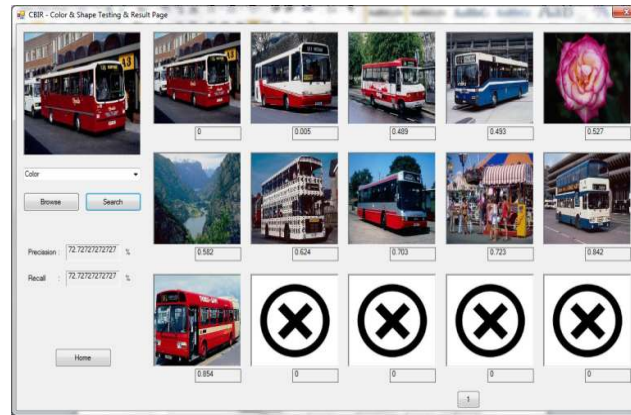 CBIR - Color & Shape Testing & Result Page
0
0.005
0.489
0.493
0.527
Color
Browse
Search
0.582
0.624
0.703
0.723
0.842
Precission : 72.72727272727 %
Recall : 72.72727272727 %
Home
0.854
0
0
0
0
1